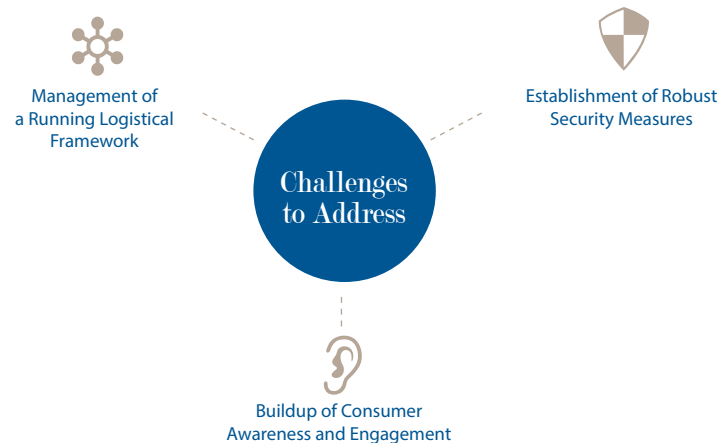 Management of
a Running Logistical
Framework
Establishment of Robust
Security Measures
Challenges
to Address
Buildup of Consumer
Awareness and Engagement